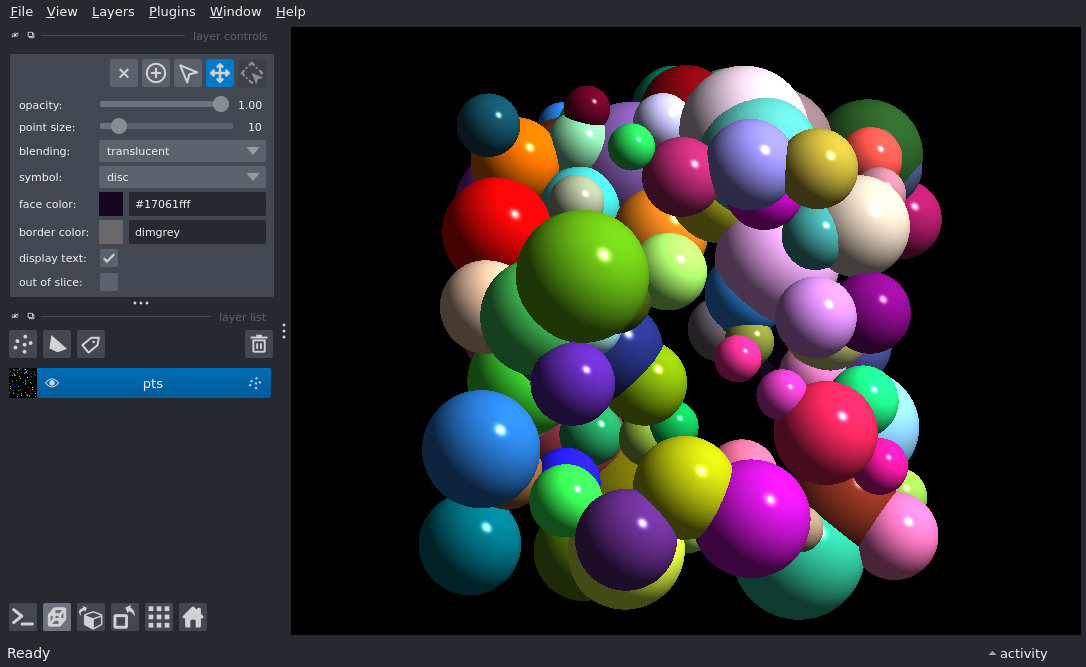 File View Layers Plugins Window Help
layer controls
opacity: 1.00
point size: 10
blending: translucent
symbol: disc
face color: #17061fff
border color: dimgrey
display text:
out of slice:
layer list
pts
Ready
activity